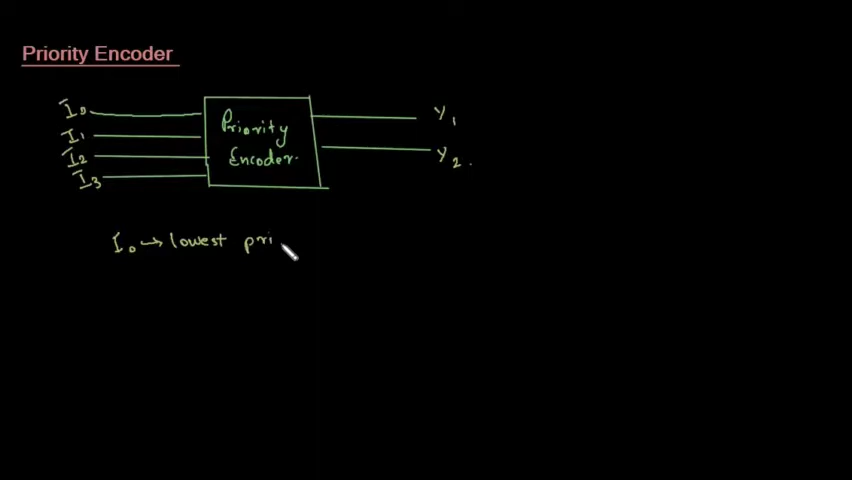 Priority Encoder
I0 Priority Y1
I1 Encoder.
I2 Y2.
I3
I0 → lowest pri